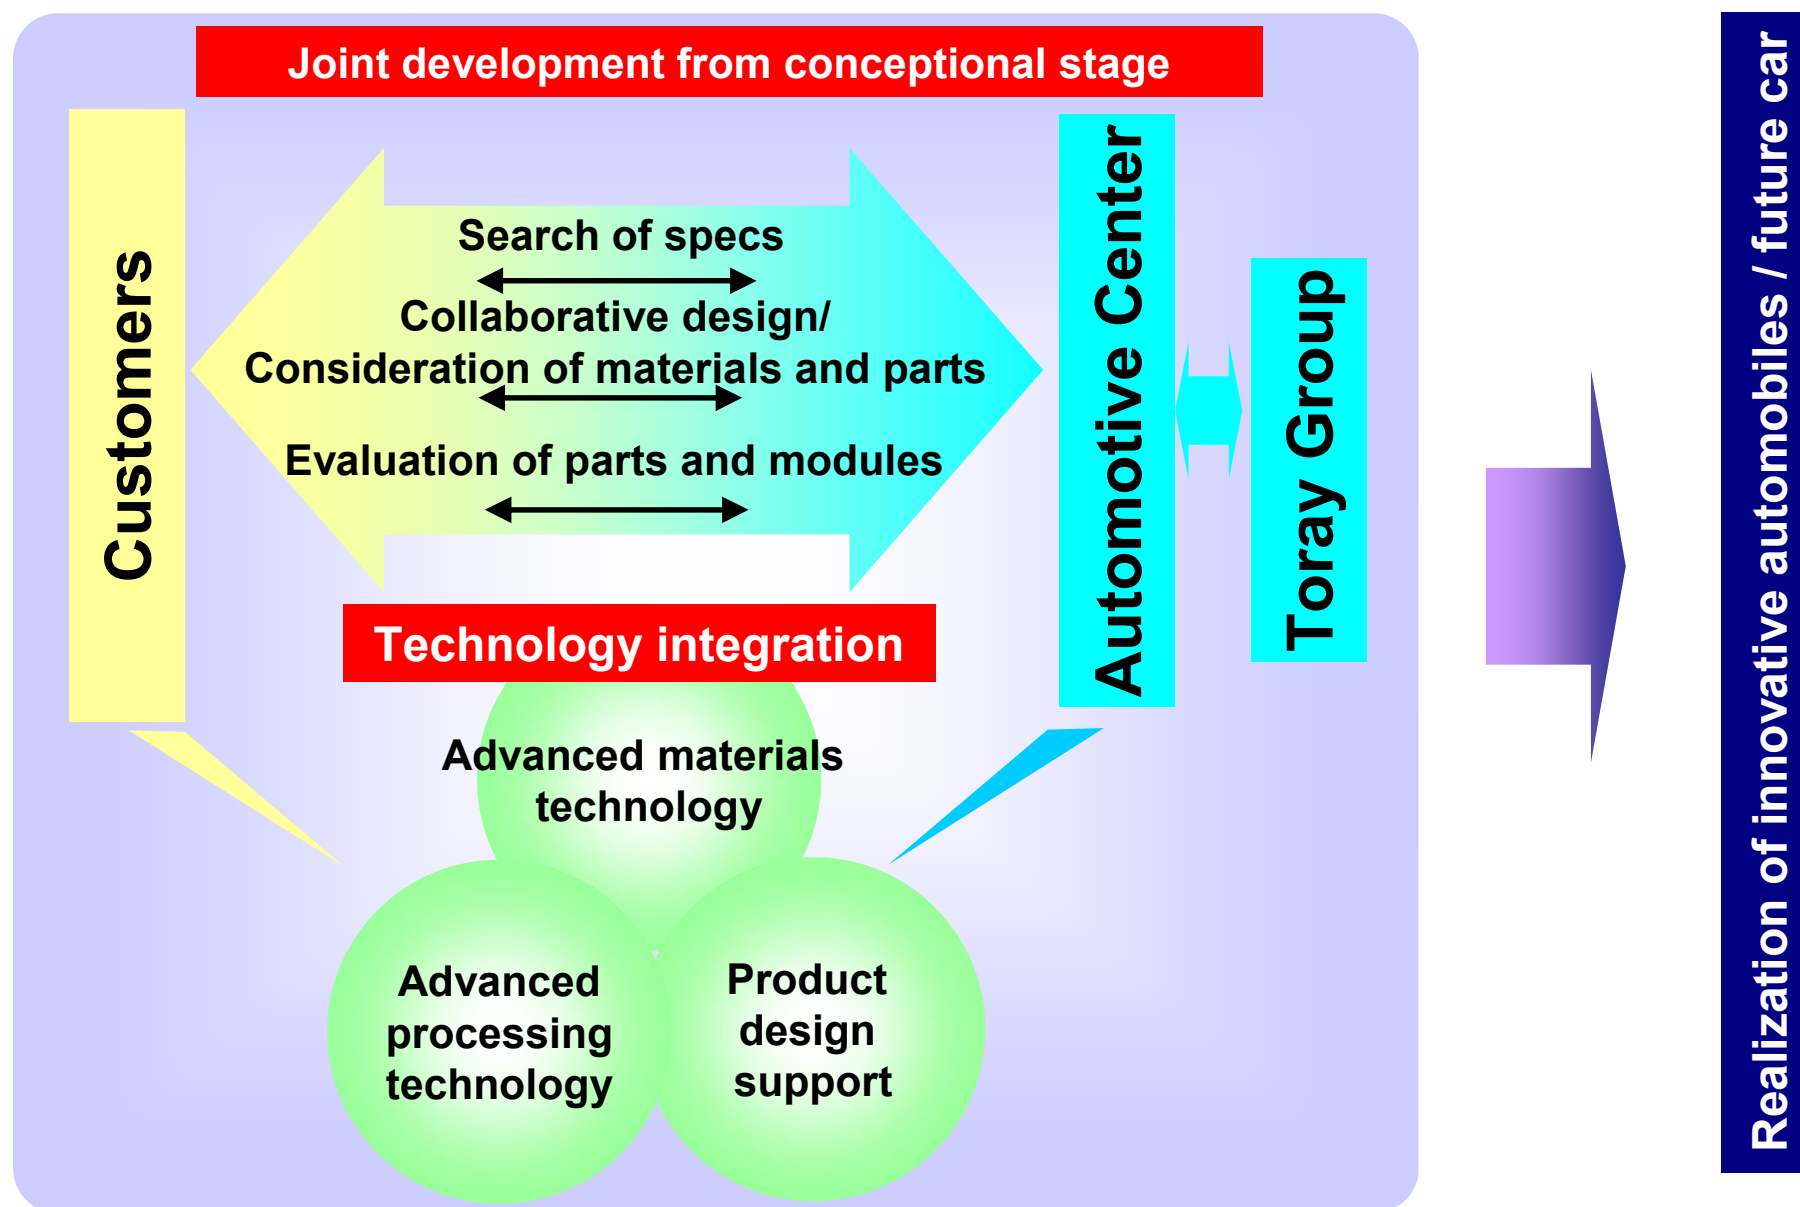 Joint development from conceptional stage
Customers
Search of specs
Collaborative design/
Consideration of materials and parts
Evaluation of parts and modules
Automotive Center
Toray Group
Technology integration
Advanced materials
technology
Advanced
processing
technology
Product
design
support
Realization of innovative automobiles / future car